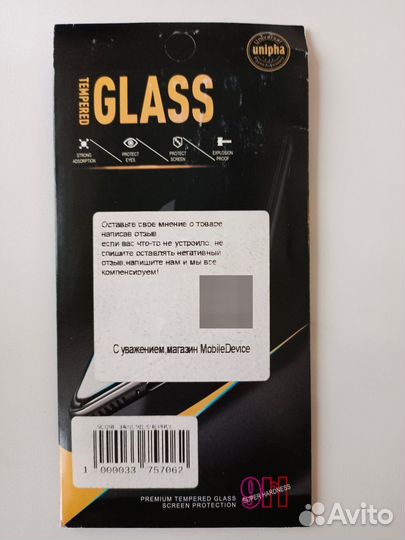 unipha
TEMPERED
GLASS
STRONG
ADSORPTION
PROTECT
EYES
PROTECT
SCREEN
EXPLOSION
PROOF
Оставьте свое мнение о товаре
написав отзыв
если вас что-то не устроило, не
спишите оставлять негативный
отзыв,напишите нам и мы все
компенсируем!
С уважением,магазин MobileDevice
1 000033 757062
9H
SUPER HARDNESS
PREMIUM TEMPERED GLASS
SCREEN PROTECTION
Avito